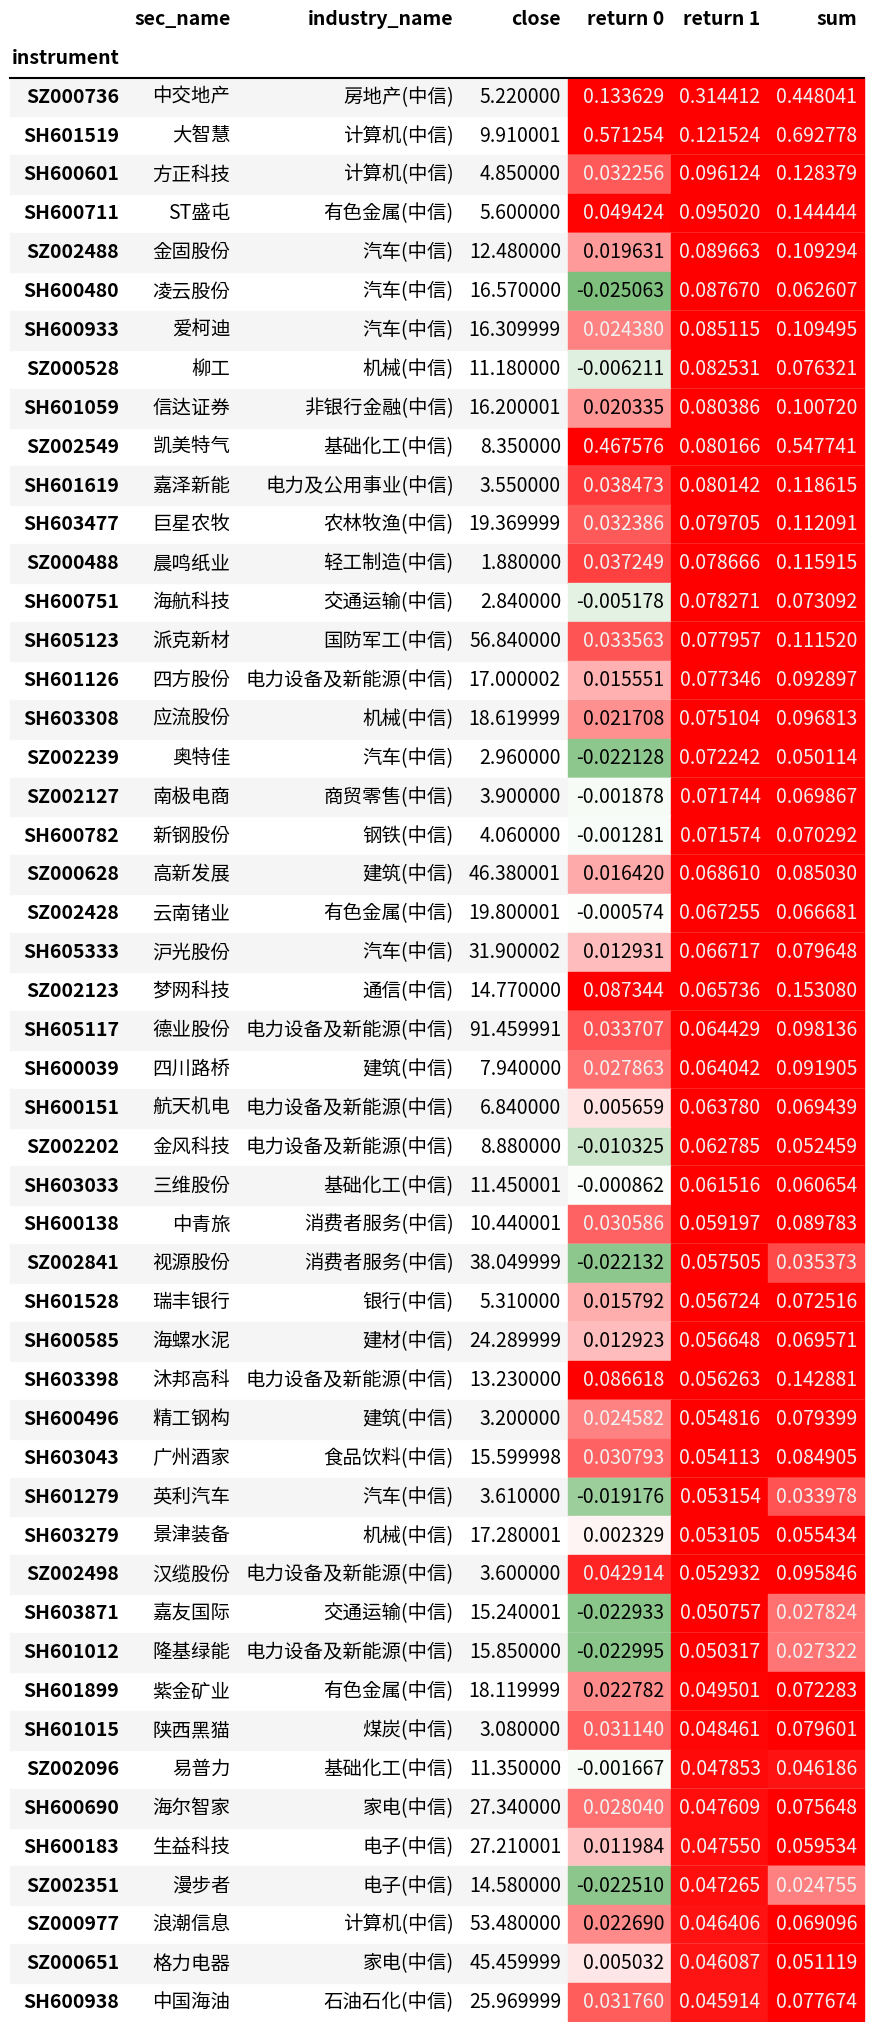 sec_name industry_name close return 0 return 1 sum
instrument
SZ000736 中交地产 房地产(中信) 5.220000 0.133629 0.314412 0.448041
SH601519 大智慧 计算机(中信) 9.910001 0.571254 0.121524 0.692778
SH600601 方正科技 计算机(中信) 4.850000 0.032256 0.096124 0.128379
SH600711 ST盛屯 有色金属(中信) 5.600000 0.049424 0.095020 0.144444
SZ002488 金固股份 汽车(中信) 12.480000 0.019631 0.089663 0.109294
SH600480 凌云股份 汽车(中信) 16.570000 -0.025063 0.087670 0.062607
SH600933 爱柯迪 汽车(中信) 16.309999 0.024380 0.085115 0.109495
SZ000528 柳工 机械(中信) 11.180000 -0.006211 0.082531 0.076321
SH601059 信达证券 非银行金融(中信) 16.200001 0.020335 0.080386 0.100720
SZ002549 凯美特气 基础化工(中信) 8.350000 0.467576 0.080166 0.547741
SH601619 嘉泽新能 电力及公用事业(中信) 3.550000 0.038473 0.080142 0.118615
SH603477 巨星农牧 农林牧渔(中信) 19.369999 0.032386 0.079705 0.112091
SZ000488 晨鸣纸业 轻工制造(中信) 1.880000 0.037249 0.078666 0.115915
SH600751 海航科技 交通运输(中信) 2.840000 -0.005178 0.078271 0.073092
SH605123 派克新材 国防军工(中信) 56.840000 0.033563 0.077957 0.111520
SH601126 四方股份 电力设备及新能源(中信) 17.000002 0.015551 0.077346 0.092897
SH603308 应流股份 机械(中信) 18.619999 0.021708 0.075104 0.096813
SZ002239 奥特佳 汽车(中信) 2.960000 -0.022128 0.072242 0.050114
SZ002127 南极电商 商贸零售(中信) 3.900000 -0.001878 0.071744 0.069867
SH600782 新钢股份 钢铁(中信) 4.060000 -0.001281 0.071574 0.070292
SZ000628 高新发展 建筑(中信) 46.380001 0.016420 0.068610 0.085030
SZ002428 云南锗业 有色金属(中信) 19.800001 -0.000574 0.067255 0.066681
SH605333 沪光股份 汽车(中信) 31.900002 0.012931 0.066717 0.079648
SZ002123 梦网科技 通信(中信) 14.770000 0.087344 0.065736 0.153080
SH605117 德业股份 电力设备及新能源(中信) 91.459991 0.033707 0.064429 0.098136
SH600039 四川路桥 建筑(中信) 7.940000 0.027863 0.064042 0.091905
SH600151 航天机电 电力设备及新能源(中信) 6.840000 0.005659 0.063780 0.069439
SZ002202 金风科技 电力设备及新能源(中信) 8.880000 -0.010325 0.062785 0.052459
SH603033 三维股份 基础化工(中信) 11.450001 -0.000862 0.061516 0.060654
SH600138 中青旅 消费者服务(中信) 10.440001 0.030586 0.059197 0.089783
SZ002841 视源股份 消费者服务(中信) 38.049999 -0.022132 0.057505 0.035373
SH601528 瑞丰银行 银行(中信) 5.310000 0.015792 0.056724 0.072516
SH600585 海螺水泥 建材(中信) 24.289999 0.012923 0.056648 0.069571
SH603398 沐邦高科 电力设备及新能源(中信) 13.230000 0.086618 0.056263 0.142881
SH600496 精工钢构 建筑(中信) 3.200000 0.024582 0.054816 0.079399
SH603043 广州酒家 食品饮料(中信) 15.599998 0.030793 0.054113 0.084905
SH601279 英利汽车 汽车(中信) 3.610000 -0.019176 0.053154 0.033978
SH603279 景津装备 机械(中信) 17.280001 0.002329 0.053105 0.055434
SZ002498 汉缆股份 电力设备及新能源(中信) 3.600000 0.042914 0.052932 0.095846
SH603871 嘉友国际 交通运输(中信) 15.240001 -0.022933 0.050757 0.027824
SH601012 隆基绿能 电力设备及新能源(中信) 15.850000 -0.022995 0.050317 0.027322
SH601899 紫金矿业 有色金属(中信) 18.119999 0.022782 0.049501 0.072283
SH601015 陕西黑猫 煤炭(中信) 3.080000 0.031140 0.048461 0.079601
SZ002096 易普力 基础化工(中信) 11.350000 -0.001667 0.047853 0.046186
SH600690 海尔智家 家电(中信) 27.340000 0.028040 0.047609 0.075648
SH600183 生益科技 电子(中信) 27.210001 0.011984 0.047550 0.059534
SZ002351 漫步者 电子(中信) 14.580000 -0.022510 0.047265 0.024755
SZ000977 浪潮信息 计算机(中信) 53.480000 0.022690 0.046406 0.069096
SZ000651 格力电器 家电(中信) 45.459999 0.005032 0.046087 0.051119
SH600938 中国海油 石油石化(中信) 25.969999 0.031760 0.045914 0.077674